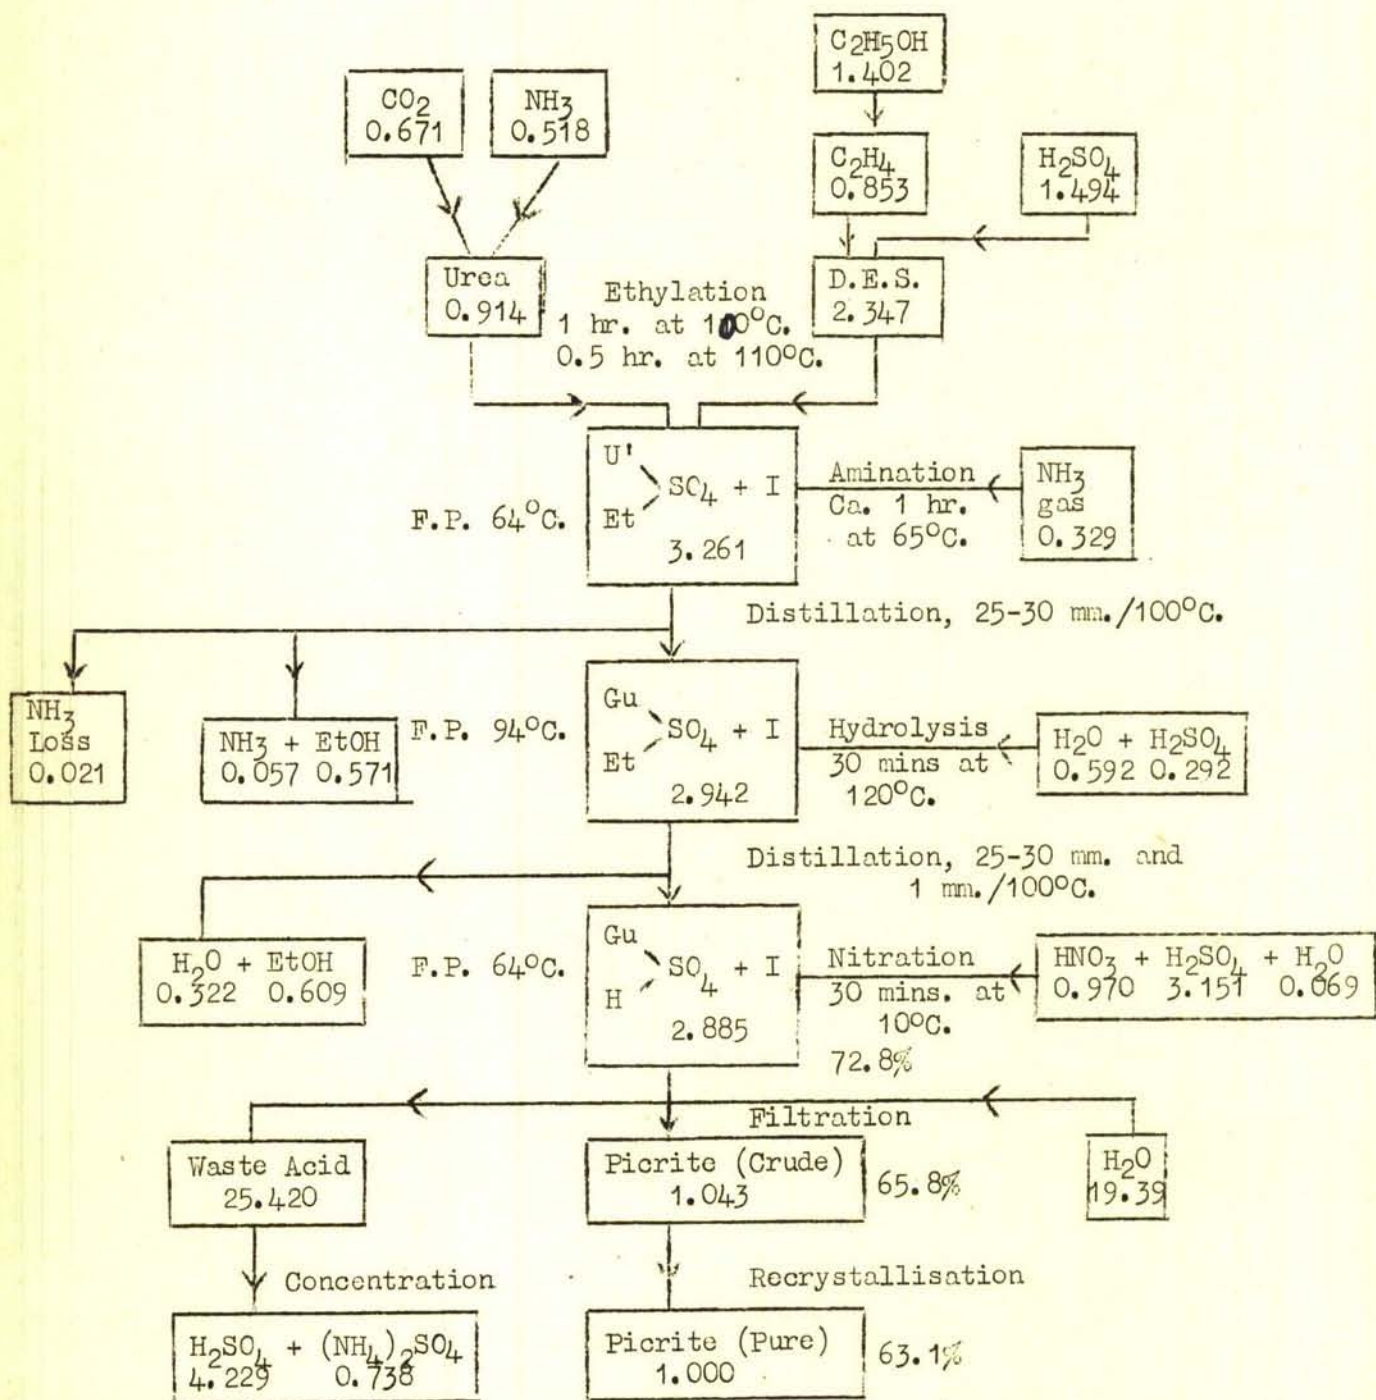 C2H5OH
1.402
CO2
0.671
NH3
0.518
C2H4
0.853
H2SO4
1.494
Urea
0.914
Ethylation
1 hr. at 100°C.
0.5 hr. at 110°C.
D.E.S.
2.347
U'
Et
SO4 + I
3.261
F.P. 64°C.
Amination
Ca. 1 hr.
at 65°C.
NH3
gas
0.329
Distillation, 25-30 mm./100°C.
NH3
Loss
0.021
NH3 + EtOH
0.057 0.571
F.P. 94°C.
Gu
Et
SO4 + I
2.942
Hydrolysis
30 mins at
120°C.
H2O + H2SO4
0.592 0.292
Distillation, 25-30 mm. and
1 mm./100°C.
H2O + EtOH
0.322 0.609
F.P. 64°C.
Gu
H
SO4 + I
2.885
Nitration
30 mins. at
10°C.
72.8%
HNO3 + H2SO4 + H2O
0.970 3.151 0.069
Filtration
Waste Acid
25.420
Picrite (Crude)
1.043
65.8%
H2O
19.39
Concentration
Recrystallisation
H2SO4 + (NH4)2SO4
4.229 0.738
Picrite (Pure)
1.000
63.1%